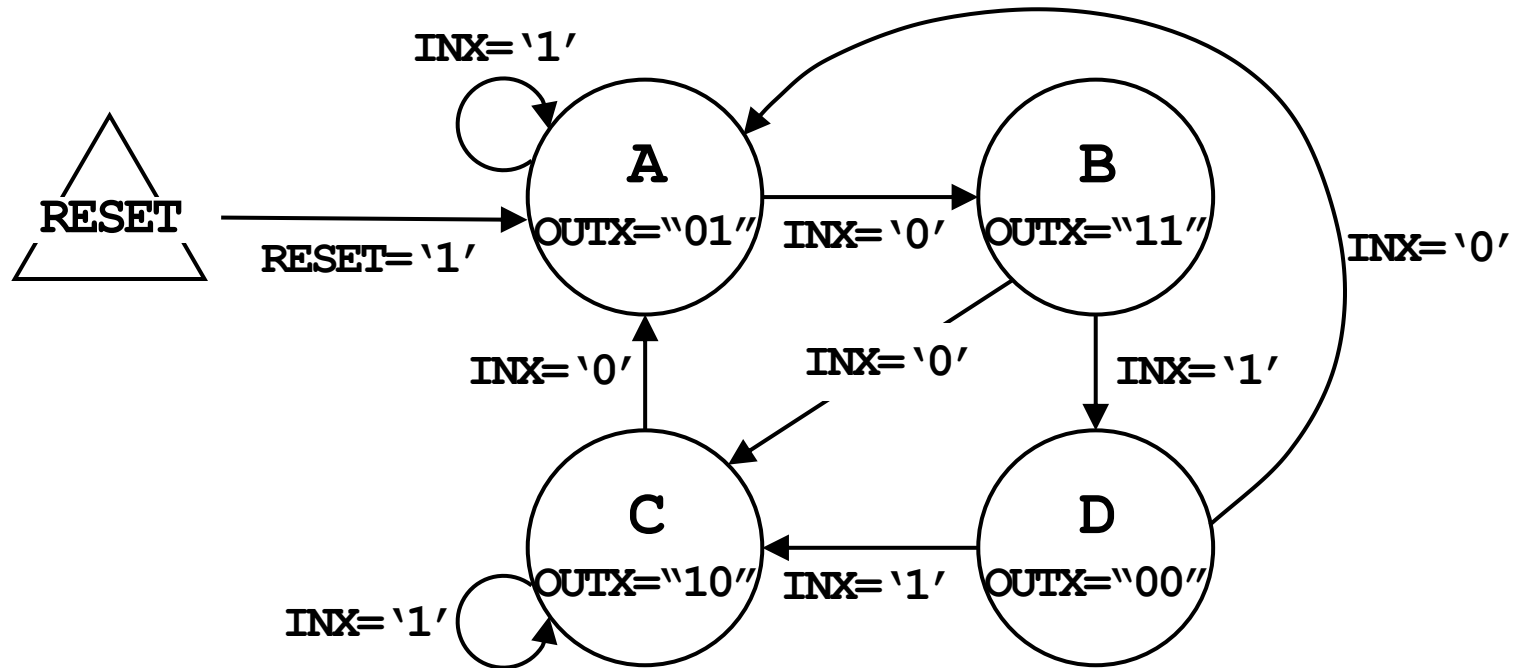 INX=‘1’
A
OUTX=“01”
B
OUTX=“11”
RESET
RESET=‘1’
INX=‘0’
INX=‘0’
INX=‘0’
INX=‘0’
INX=‘1’
C
OUTX=“10”
D
OUTX=“00”
INX=‘1’
INX=‘1’